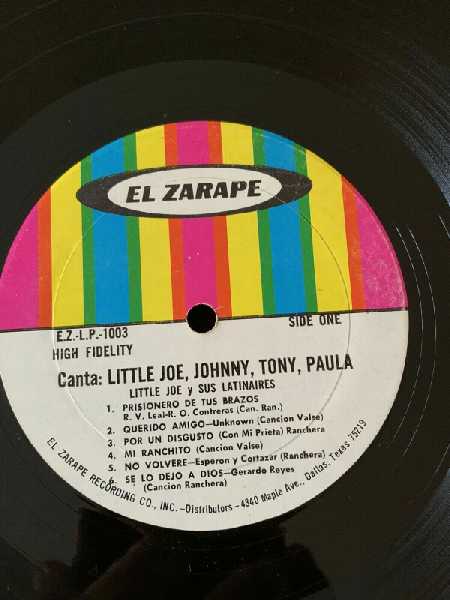 EL ZARAPE
E.Z.-L.P.-1003
SIDE ONE
HIGH FIDELITY
Canta: LITTLE JOE, JOHNNY, TONY, PAULA
LITTLE JOE y SUS LATINAIRES
1. PRISIONERO DE TUS BRAZOS
R. V. Leal-R. O. Contreras (Can. Ran.)
2. QUERIDO AMIGO—Unknown (Cancion Valse)
3. POR UN DISGUSTO (Con Mi Prieta) Ranchera
4. MI RANCHITO (Cancion Valse)
5. NO VOLVERE—Esperon y Cortazar (Ranchera)
6. SE LO DEJO A DIOS—Gerardo Reyes
(Cancion Ranchera)
EL ZARAPE RECORDING CO., INC.—Distributors—4340 Maple Ave., Dallas, Texas 75219